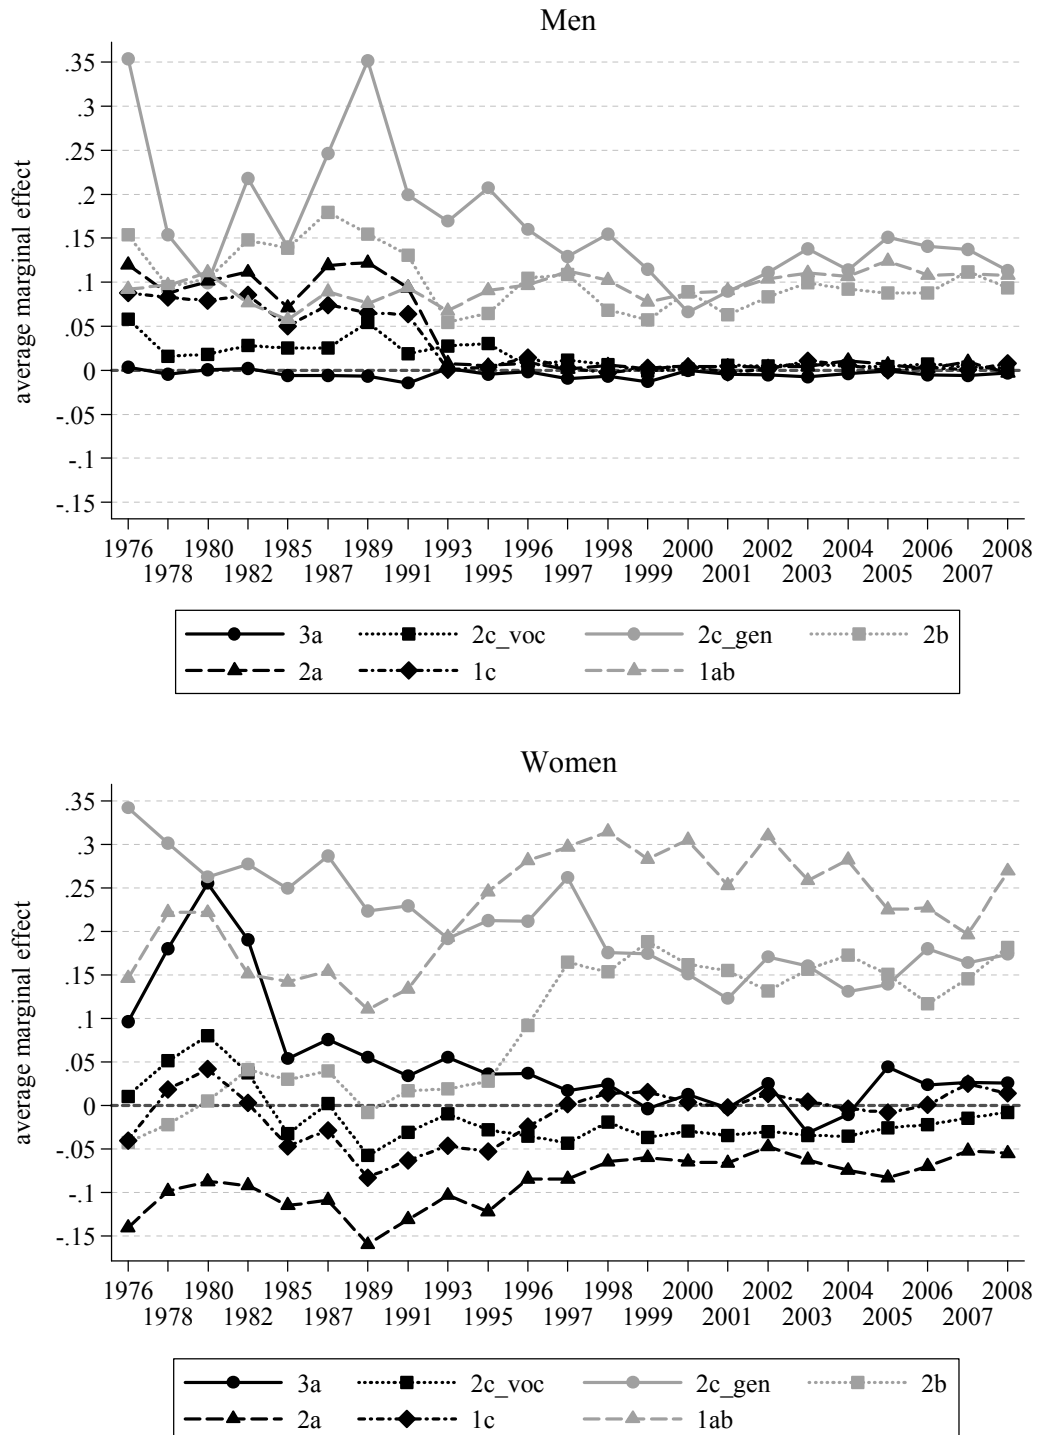 Men
average marginal effect
.35
.3
.25
.2
.15
.1
.05
0
-.05
-.1
-.15
1976 1980 1985 1989 1993 1996 1998 2000 2002 2004 2006 2008
1978 1982 1987 1991 1995 1997 1999 2001 2003 2005 2007
3a 2c_voc 2c_gen 2b
2a 1c 1ab
Women
average marginal effect
.35
.3
.25
.2
.15
.1
.05
0
-.05
-.1
-.15
1976 1980 1985 1989 1993 1996 1998 2000 2002 2004 2006 2008
1978 1982 1987 1991 1995 1997 1999 2001 2003 2005 2007
3a 2c_voc 2c_gen 2b
2a 1c 1ab